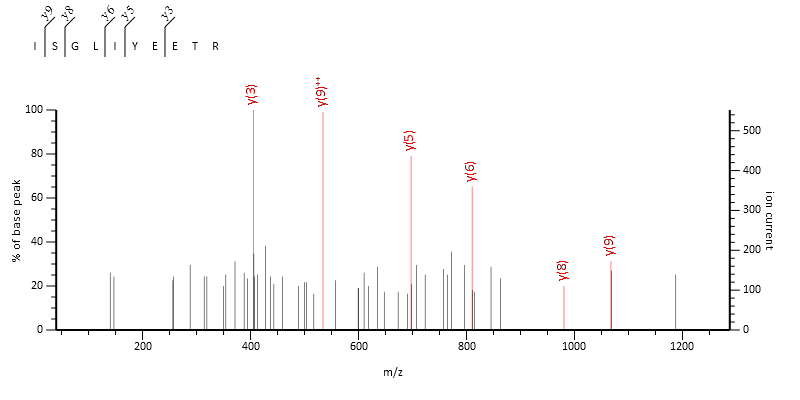 y9 y8 y6 y5 y3
I S G L I Y E E T R
y(3) y(9)++ y(5) y(6) y(8) y(9)
100 80 60 40 20 0
% of base peak
500 400 300 200 100 0
ion current
200 400 600 800 1000 1200
m/z